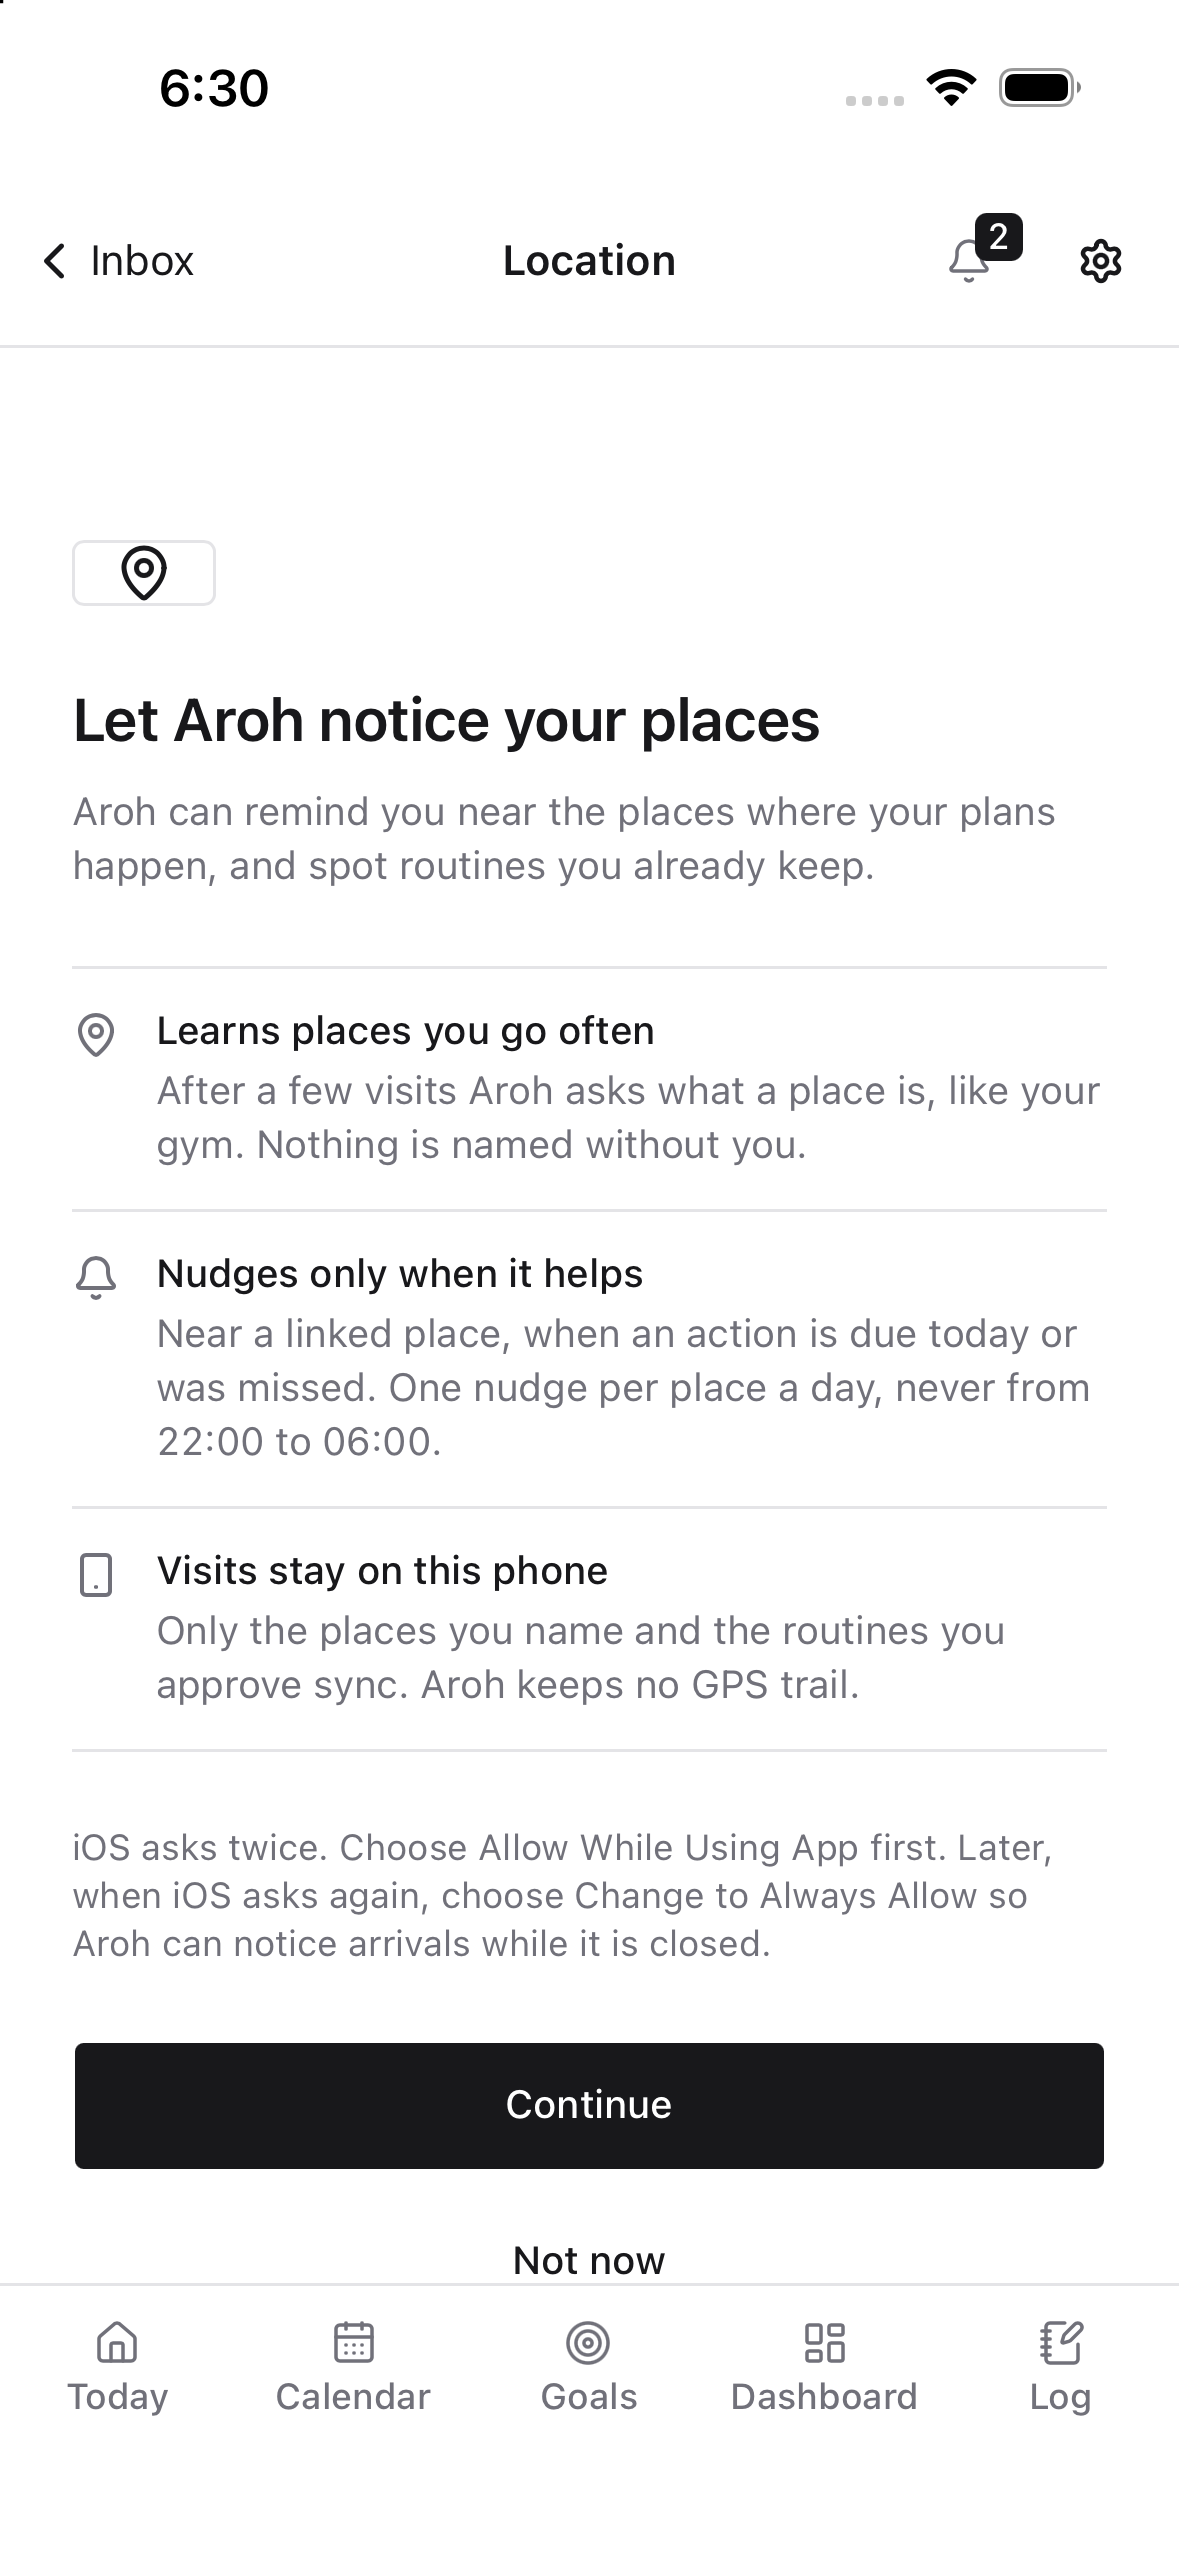 6:30
Inbox
Location
2
Let Aroh notice your places
Aroh can remind you near the places where your plans
happen, and spot routines you already keep.
Learns places you go often
After a few visits Aroh asks what a place is, like your
gym. Nothing is named without you.
Nudges only when it helps
Near a linked place, when an action is due today or
was missed. One nudge per place a day, never from
22:00 to 06:00.
Visits stay on this phone
Only the places you name and the routines you
approve sync. Aroh keeps no GPS trail.
iOS asks twice. Choose Allow While Using App first. Later,
when iOS asks again, choose Change to Always Allow so
Aroh can notice arrivals while it is closed.
Continue
Not now
Today
Calendar
Goals
Dashboard
Log